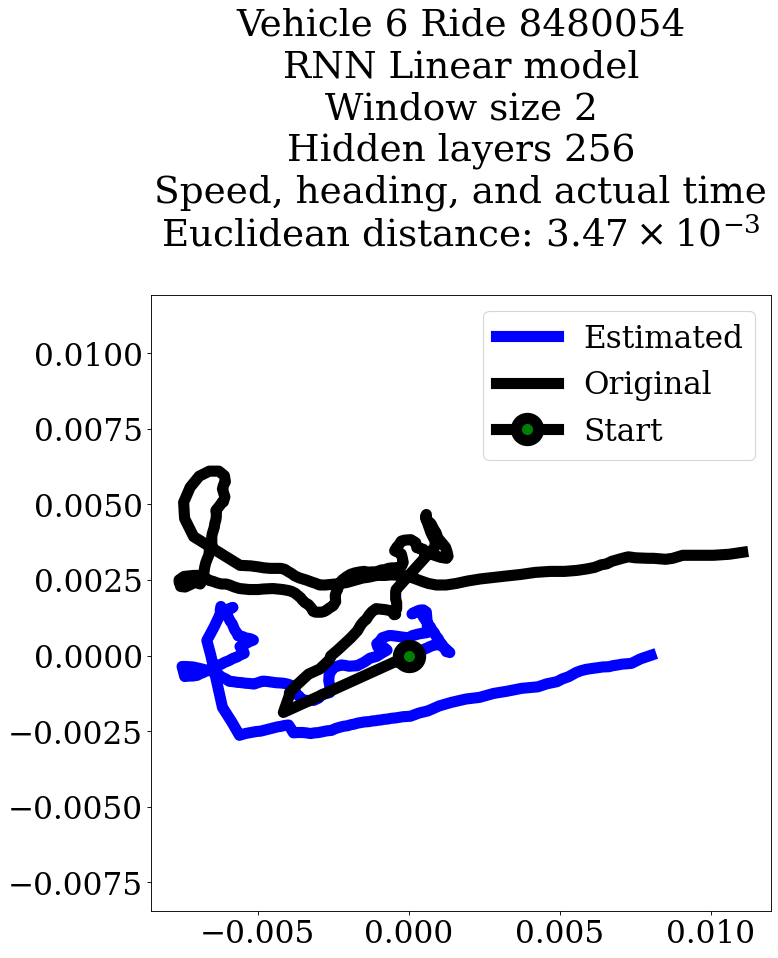 Vehicle 6 Ride 8480054
RNN Linear model
Window size 2
Hidden layers 256
Speed, heading, and actual time
Euclidean distance: 3.47 × 10⁻³
Estimated
Original
Start
0.0100
0.0075
0.0050
0.0025
0.0000
−0.0025
−0.0050
−0.0075
−0.005 0.000 0.005 0.010